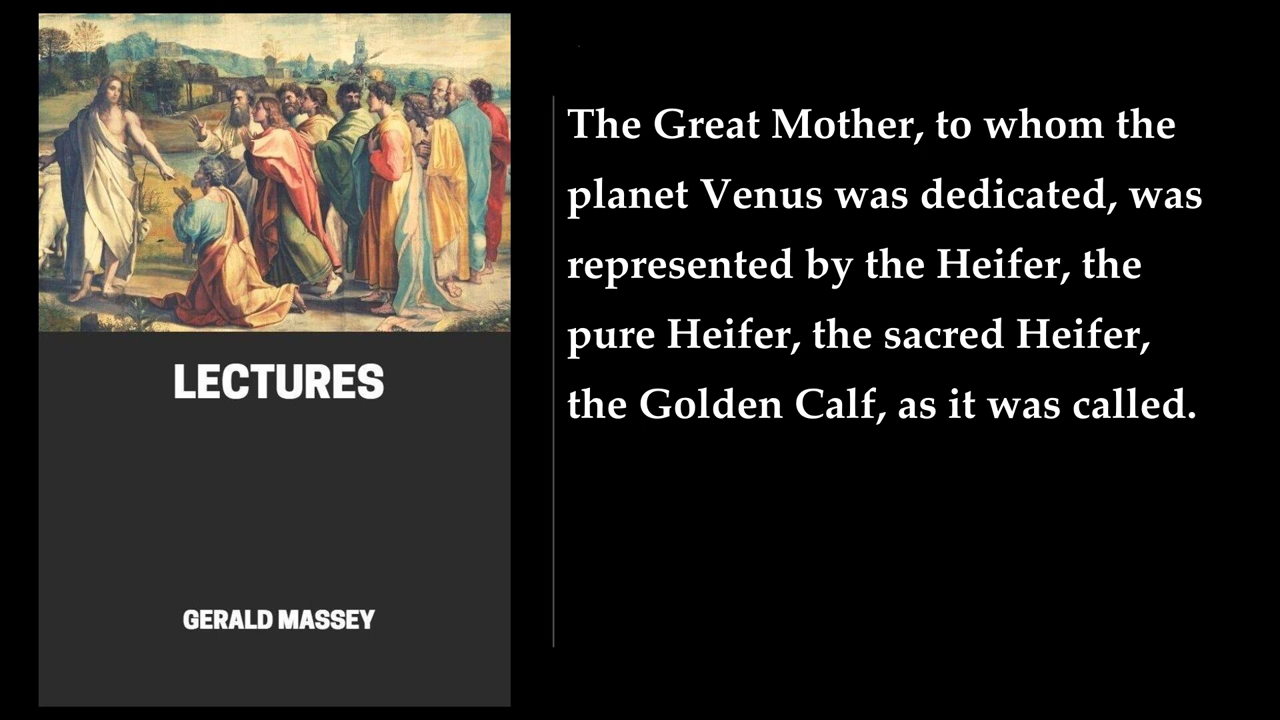 LECTURES
GERALD MASSEY
The Great Mother, to whom the
planet Venus was dedicated, was
represented by the Heifer, the
pure Heifer, the sacred Heifer,
the Golden Calf, as it was called.